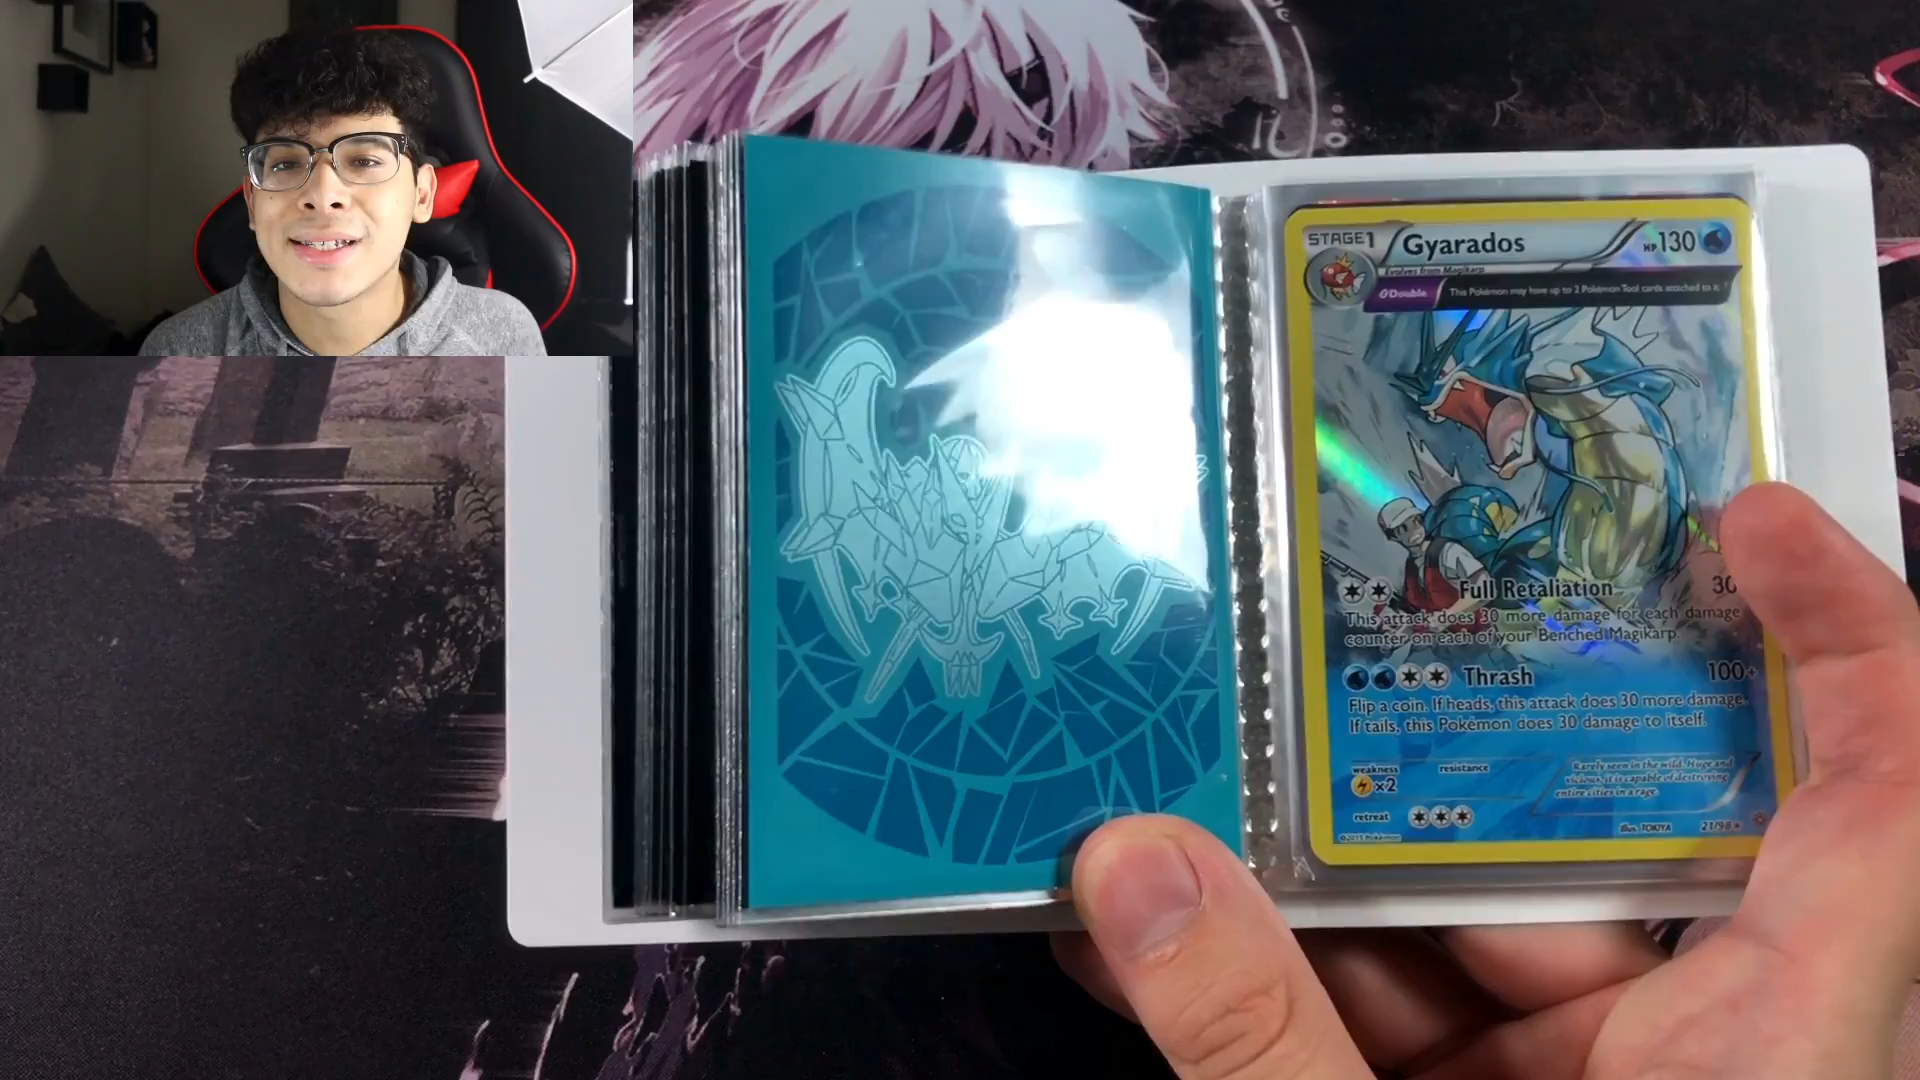 STAGE1 Gyarados HP130
Evolves from Magikarp
Double This Pokémon may have up to 2 Pokémon Tool cards attached to it.
Full Retaliation 30
This attack does 30 more damage for each damage
counter on each of your Benched Magikarp.
Thrash 100+
Flip a coin. If heads, this attack does 30 more damage.
If tails, this Pokémon does 30 damage to itself.
weakness resistance
×2
Rarely seen in the wild. Huge and
vicious, it is capable of destroying
entire cities in a rage.
retreat
©2015 Pokémon Illus. TOKIYA 21/98
12